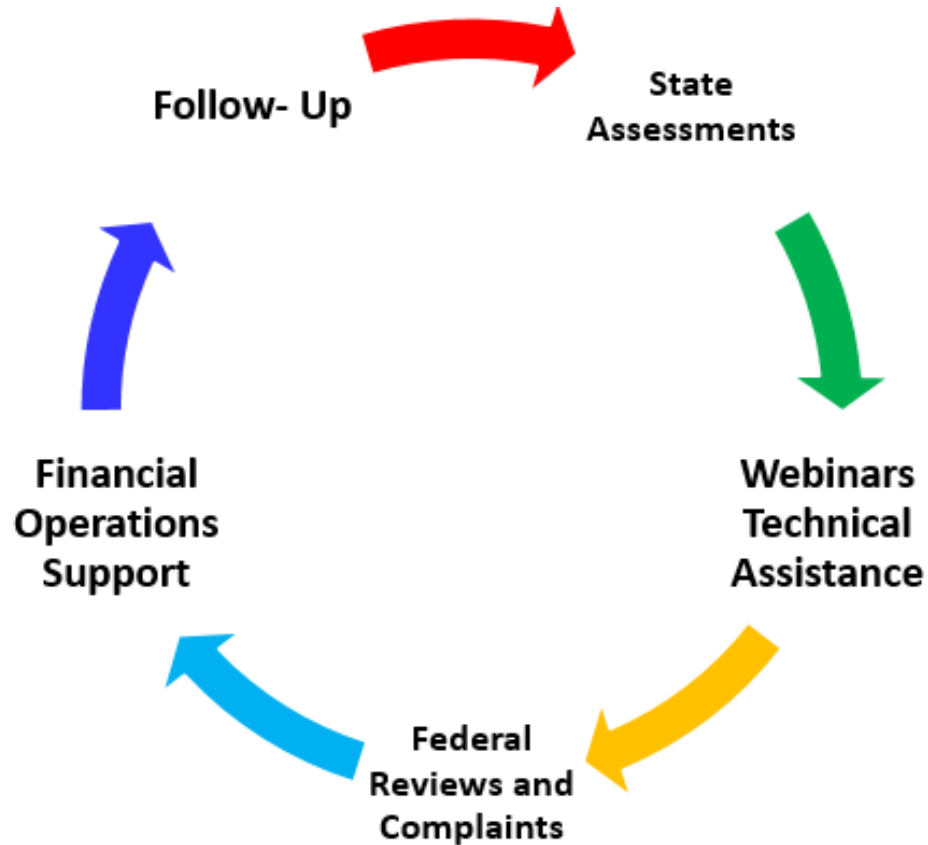 Follow- Up
State
Assessments
Webinars
Technical
Assistance
Federal
Reviews and
Complaints
Financial
Operations
Support